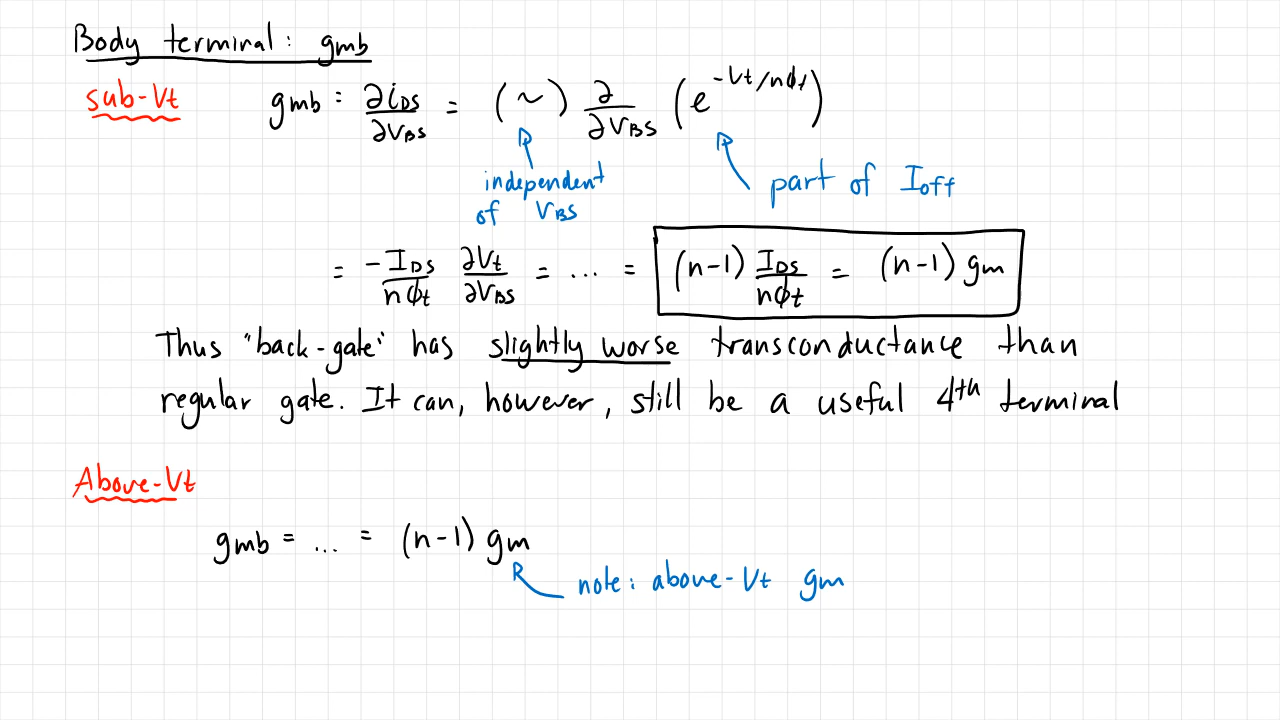 Body terminal: gmb
sub-Vt gmb = ∂iDS/∂VBS = (~) ∂/∂VBS (e^-Vt/nϕt)
independent of VBS
part of Ioff
= -IDS/nϕt ∂Vt/∂VBS = ... = (n-1) IDS/nϕt = (n-1) gm
Thus "back-gate" has slightly worse transconductance than
regular gate. It can, however, still be a useful 4th terminal
Above-Vt
gmb = ... = (n-1) gm
note: above-Vt gm